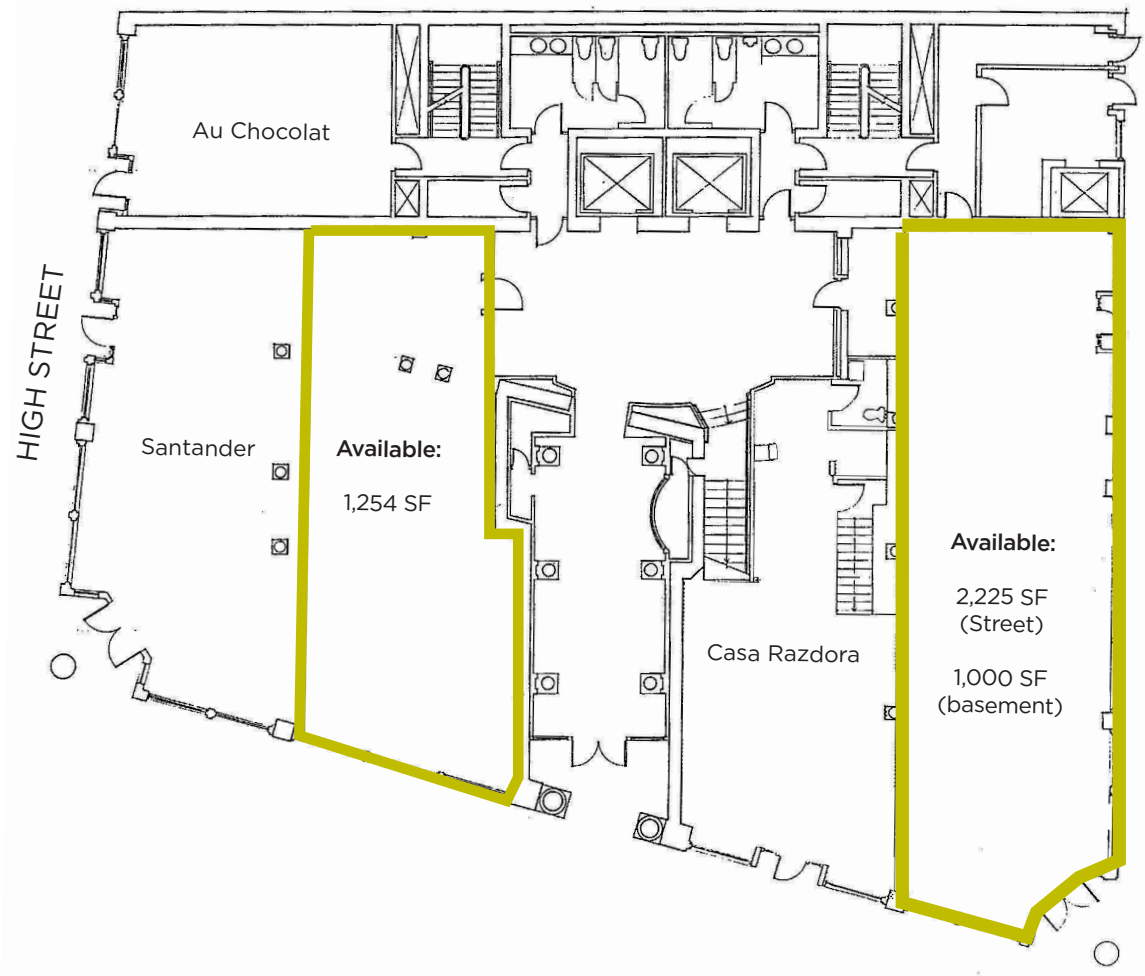 Au Chocolat
HIGH STREET
Santander
Available:
1,254 SF
Casa Razdora
Available:
2,225 SF
(Street)
1,000 SF
(basement)